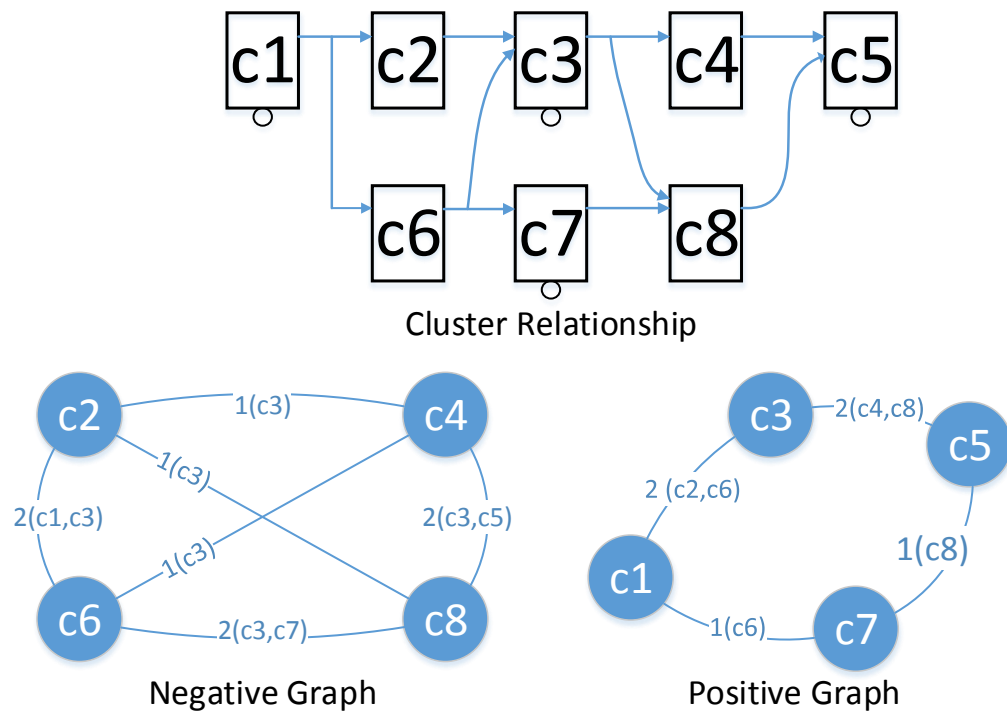 c1
c2
c3
c4
c5
c6
c7
c8
Cluster Relationship
c2
1(c3)
c4
1(c3)
2(c1,c3)
2(c3,c5)
1(c3)
c6
2(c3,c7)
c8
Negative Graph
c3
2(c4,c8)
c5
2 (c2,c6)
1(c8)
c1
1(c6)
c7
Positive Graph